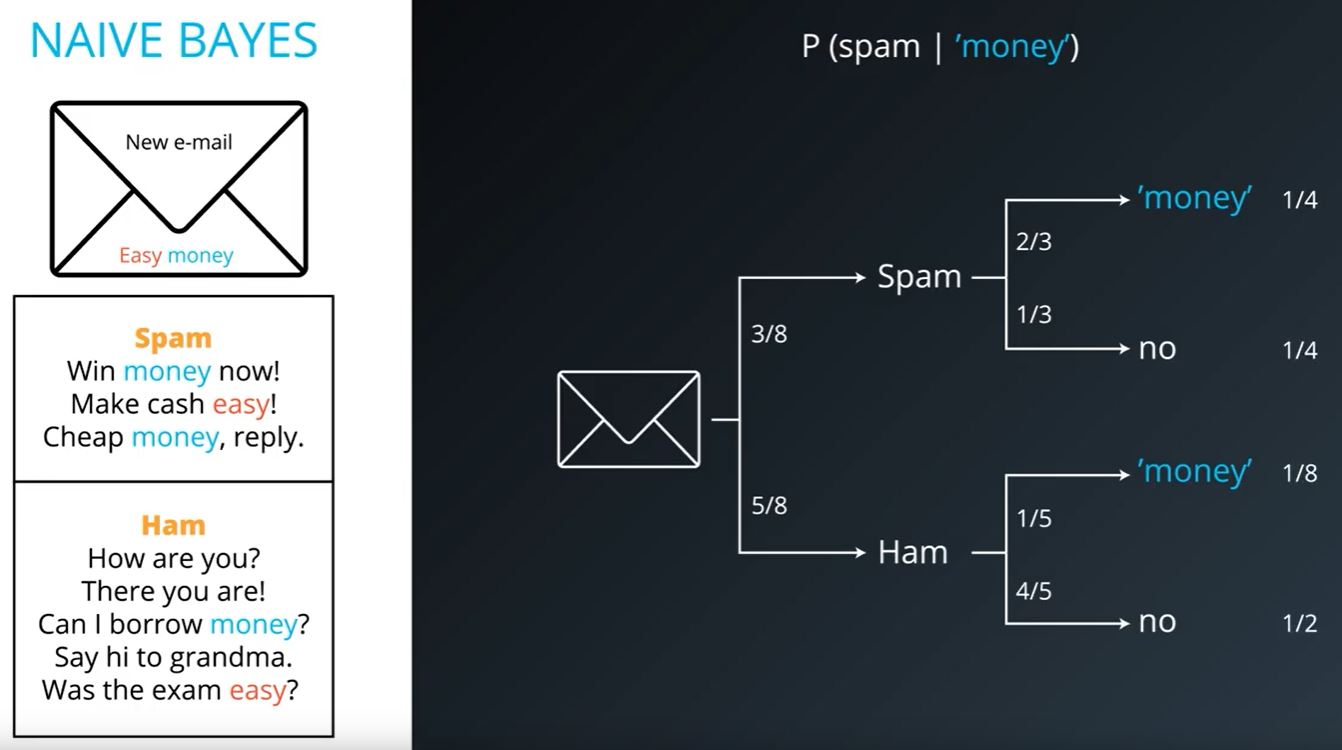 NAIVE BAYES
New e-mail
Easy money
Spam
Win money now!
Make cash easy!
Cheap money, reply.
Ham
How are you?
There you are!
Can I borrow money?
Say hi to grandma.
Was the exam easy?
P (spam | ’money’)
3/8
5/8
Spam
2/3
1/3
’money’ 1/4
no 1/4
Ham
1/5
4/5
’money’ 1/8
no 1/2